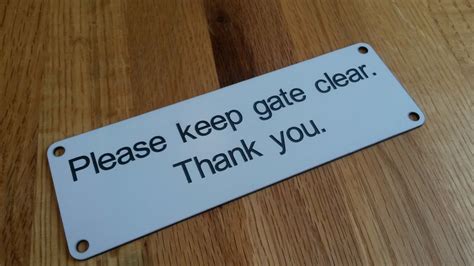 Please keep gate clear.
Thank you.